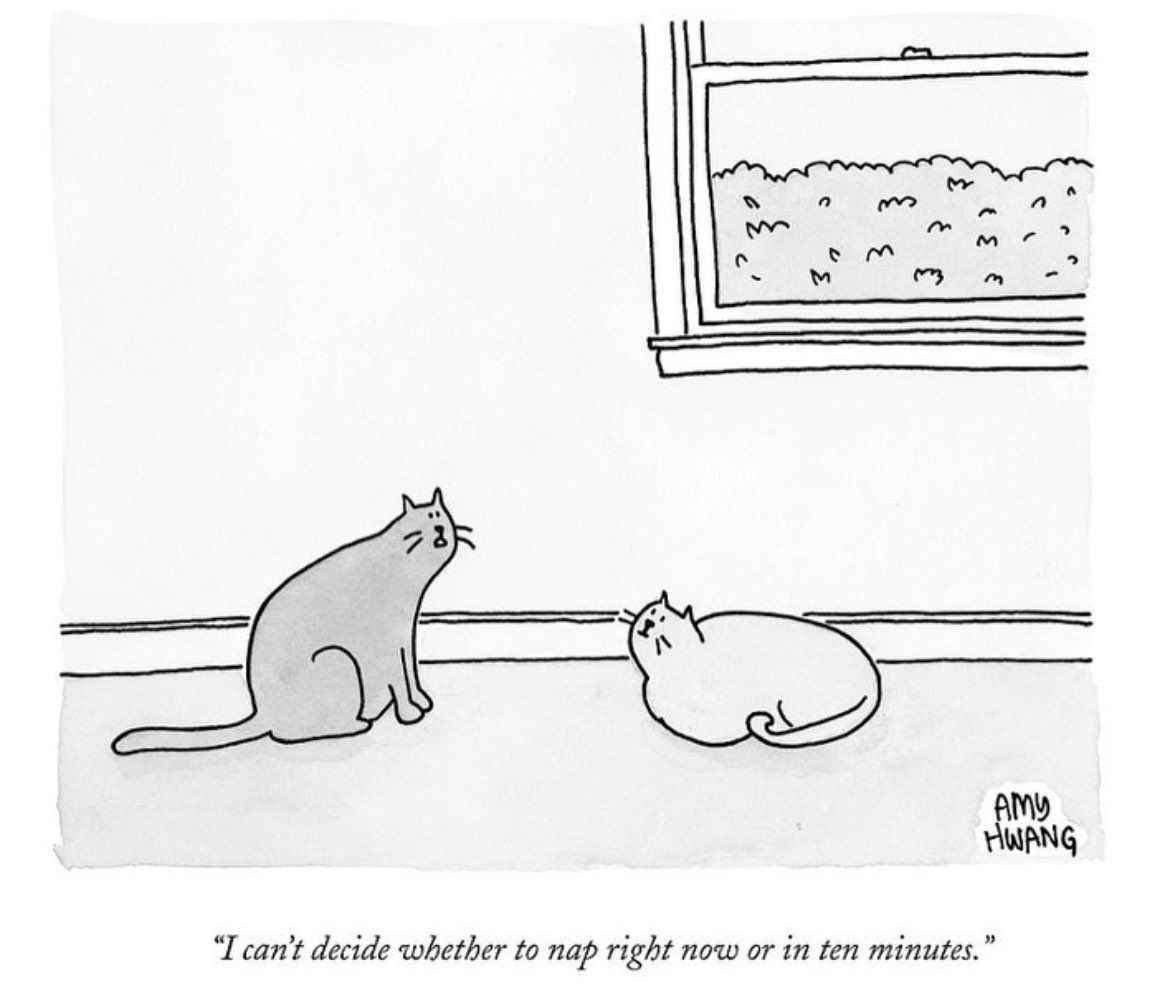 AMY
HWANG
“I can’t decide whether to nap right now or in ten minutes.”